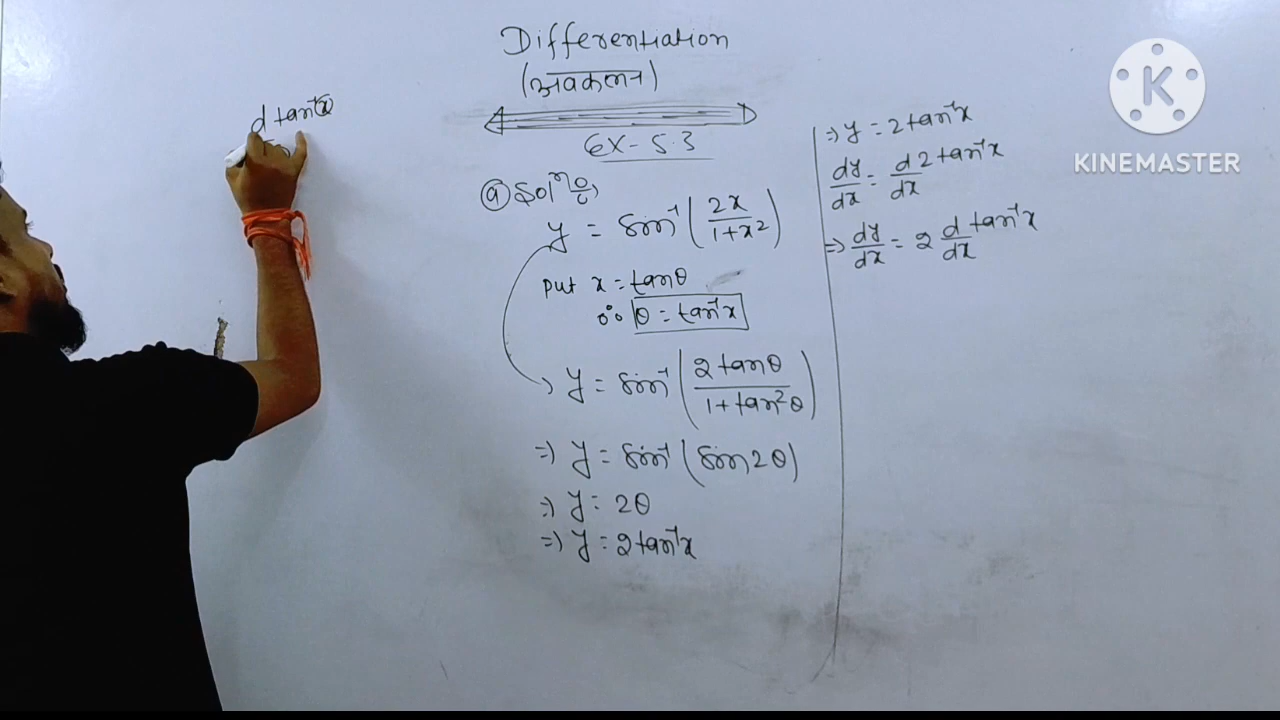 Differentiation
(अवकलन)
Ex-5.3
d tan⁻¹x
⑨ Solⁿ⁰
y = sin⁻¹(2x/1+x²)
Put x = tanθ
∴ θ = tan⁻¹x
y = sin⁻¹(2tanθ/1+tan²θ)
⇒ y = sin⁻¹(sin2θ)
⇒ y = 2θ
⇒ y = 2tan⁻¹x
⇒ y = 2tan⁻¹x
dy/dx = d/dx 2tan⁻¹x
⇒ dy/dx = 2 d/dx tan⁻¹x
K
KINEMASTER